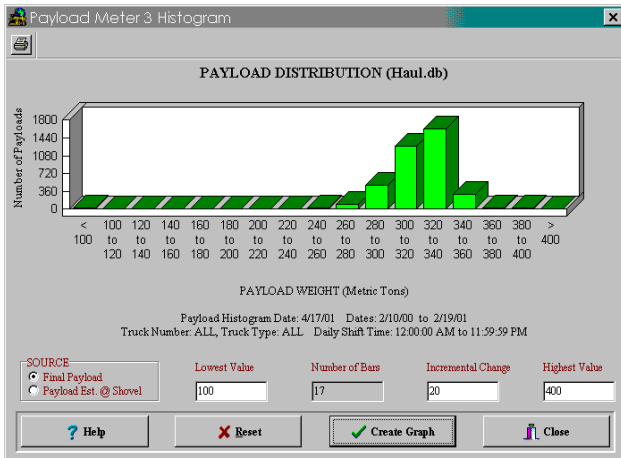 Payload Meter 3 Histogram
PAYLOAD DISTRIBUTION (Haul.db)
Number of Payloads
1800
1440
1080
720
360
0
< 100 120 140 160 180 200 220 240 260 280 300 320 340 360 380 >
100 to to to to to to to to to to to to to to to 400
120 140 160 180 200 220 240 260 280 300 320 340 360 380 400
PAYLOAD WEIGHT (Metric Tons)
Payload Histogram Date: 4/17/01 Dates: 2/10/00 to 2/19/01
Truck Number: ALL, Truck Type: ALL Daily Shift Time: 12:00:00 AM to 11:59:59 PM
SOURCE
Final Payload
Payload Est. @ Shovel
Lowest Value Number of Bars Incremental Change Highest Value
100 17 20 400
Help Reset Create Graph Close